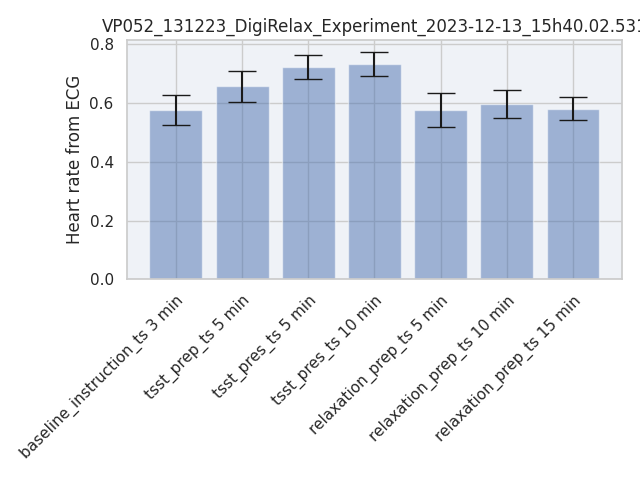 VP052_131223_DigiRelax_Experiment_2023-12-13_15h40.02.531
Heart rate from ECG
0.8
0.6
0.4
0.2
0.0
baseline_instruction_ts 3 min
tsst_prep_ts 5 min
tsst_pres_ts 5 min
tsst_pres_ts 10 min
relaxation_prep_ts 5 min
relaxation_prep_ts 10 min
relaxation_prep_ts 15 min